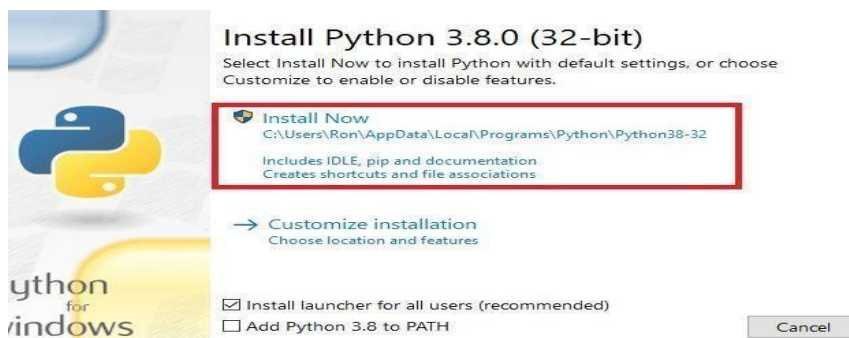 Install Python 3.8.0 (32-bit)
Select Install Now to install Python with default settings, or choose
Customize to enable or disable features.
Install Now
C:\Users\Ron\AppData\Local\Programs\Python\Python38-32
Includes IDLE, pip and documentation
Creates shortcuts and file associations
Customize installation
Choose location and features
ython
for
indows
Install launcher for all users (recommended)
Add Python 3.8 to PATH
Cancel